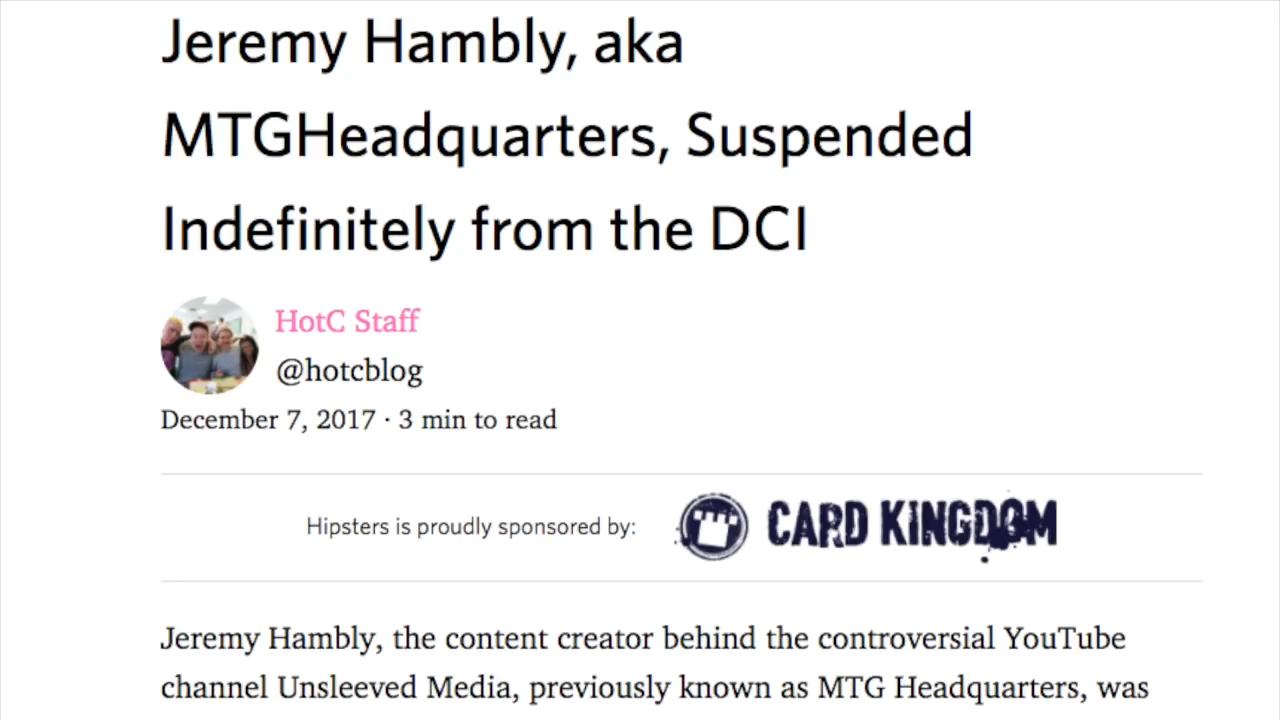 Jeremy Hambly, aka
MTGHeadquarters, Suspended
Indefinitely from the DCI
HotC Staff
@hotcblog
December 7, 2017 · 3 min to read
Hipsters is proudly sponsored by: CARD KINGDOM
Jeremy Hambly, the content creator behind the controversial YouTube
channel Unsleeved Media, previously known as MTG Headquarters, was